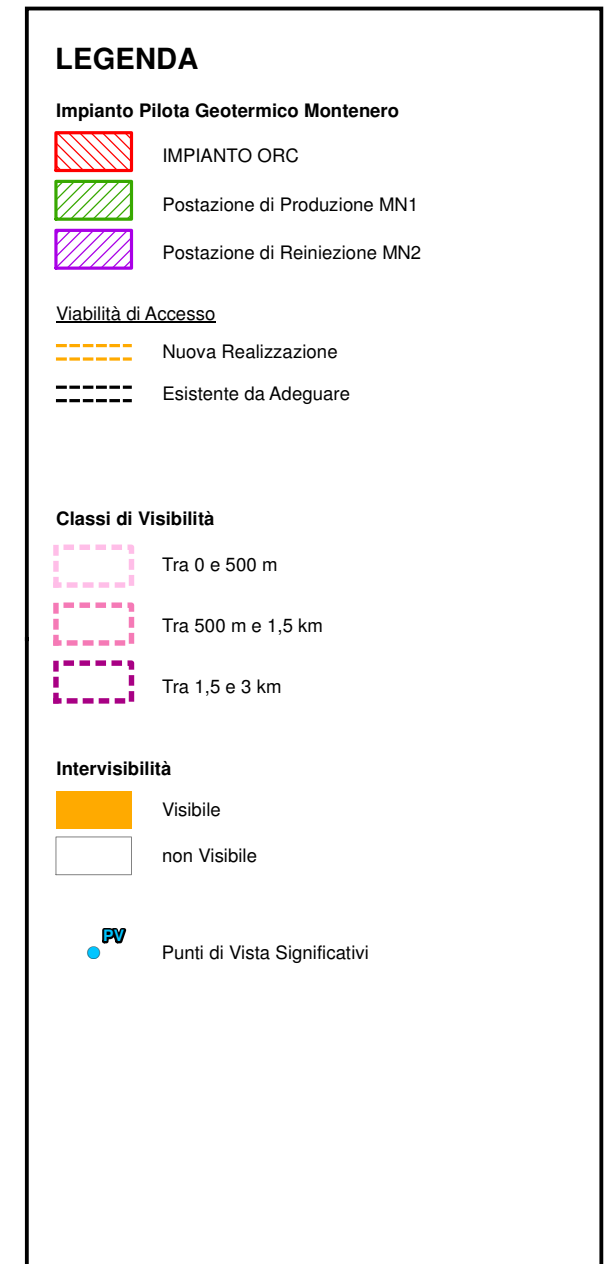 LEGENDA
Impianto Pilota Geotermico Montenero
IMPIANTO ORC
Postazione di Produzione MN1
Postazione di Reiniezione MN2
Viabilità di Accesso
Nuova Realizzazione
Esistente da Adeguare
Classi di Visibilità
Tra 0 e 500 m
Tra 500 m e 1,5 km
Tra 1,5 e 3 km
Intervisibilità
Visibile
non Visibile
PV
Punti di Vista Significativi